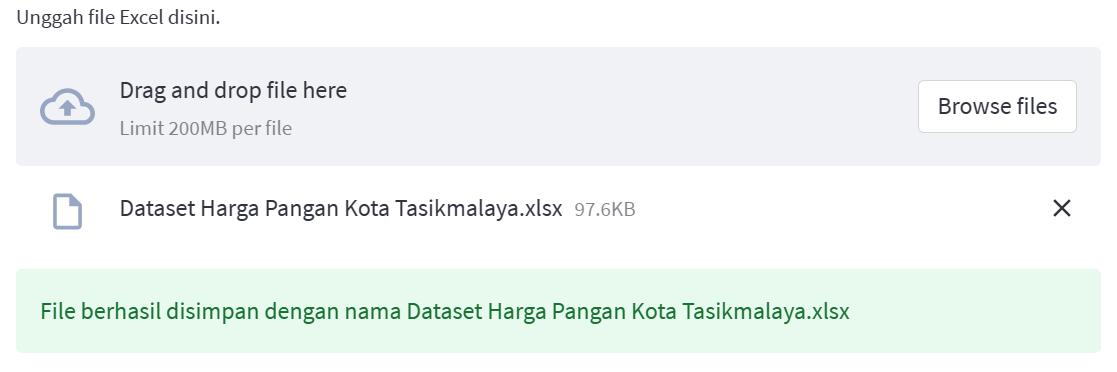 Unggah file Excel disini.
Drag and drop file here
Limit 200MB per file
Browse files
Dataset Harga Pangan Kota Tasikmalaya.xlsx 97.6KB
File berhasil disimpan dengan nama Dataset Harga Pangan Kota Tasikmalaya.xlsx